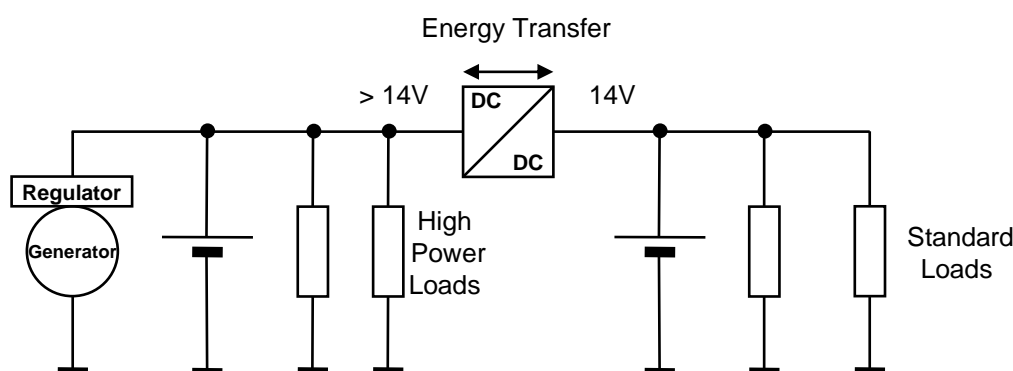 Energy Transfer
> 14V
DC
14V
DC
Regulator
Generator
High
Power
Loads
Standard
Loads